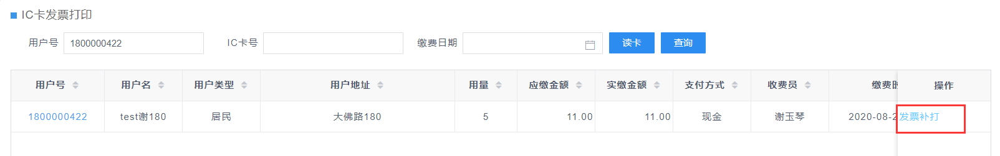 IC卡发票打印
用户号 1800000422 IC卡号 缴费日期 读卡 查询
用户号 用户名 用户类型 用户地址 用量 应缴金额 实缴金额 支付方式 收费员 缴费 操作
1800000422 test谢180 居民 大佛路180 5 11.00 11.00 现金 谢玉琴 2020-08-2 发票补打